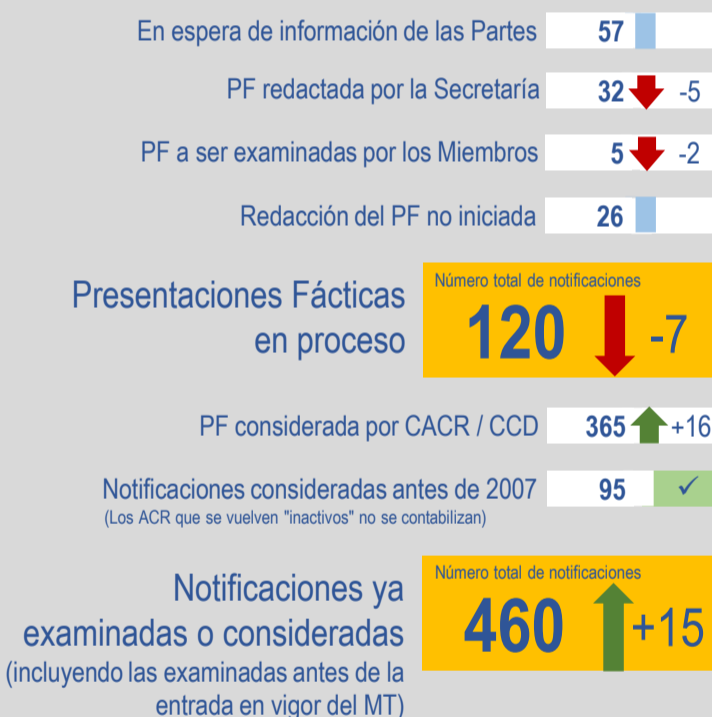 En espera de información de las Partes 57
PF redactada por la Secretaría 32 -5
PF a ser examinadas por los Miembros 5 -2
Redacción del PF no iniciada 26
Presentaciones Fácticas
en proceso
Número total de notificaciones
120 -7
PF considerada por CACR / CCD 365 +16
Notificaciones consideradas antes de 2007 95 ✓
(Los ACR que se vuelven "inactivos" no se contabilizan)
Notificaciones ya
examinadas o consideradas
(incluyendo las examinadas antes de la
entrada en vigor del MT)
Número total de notificaciones
460 +15